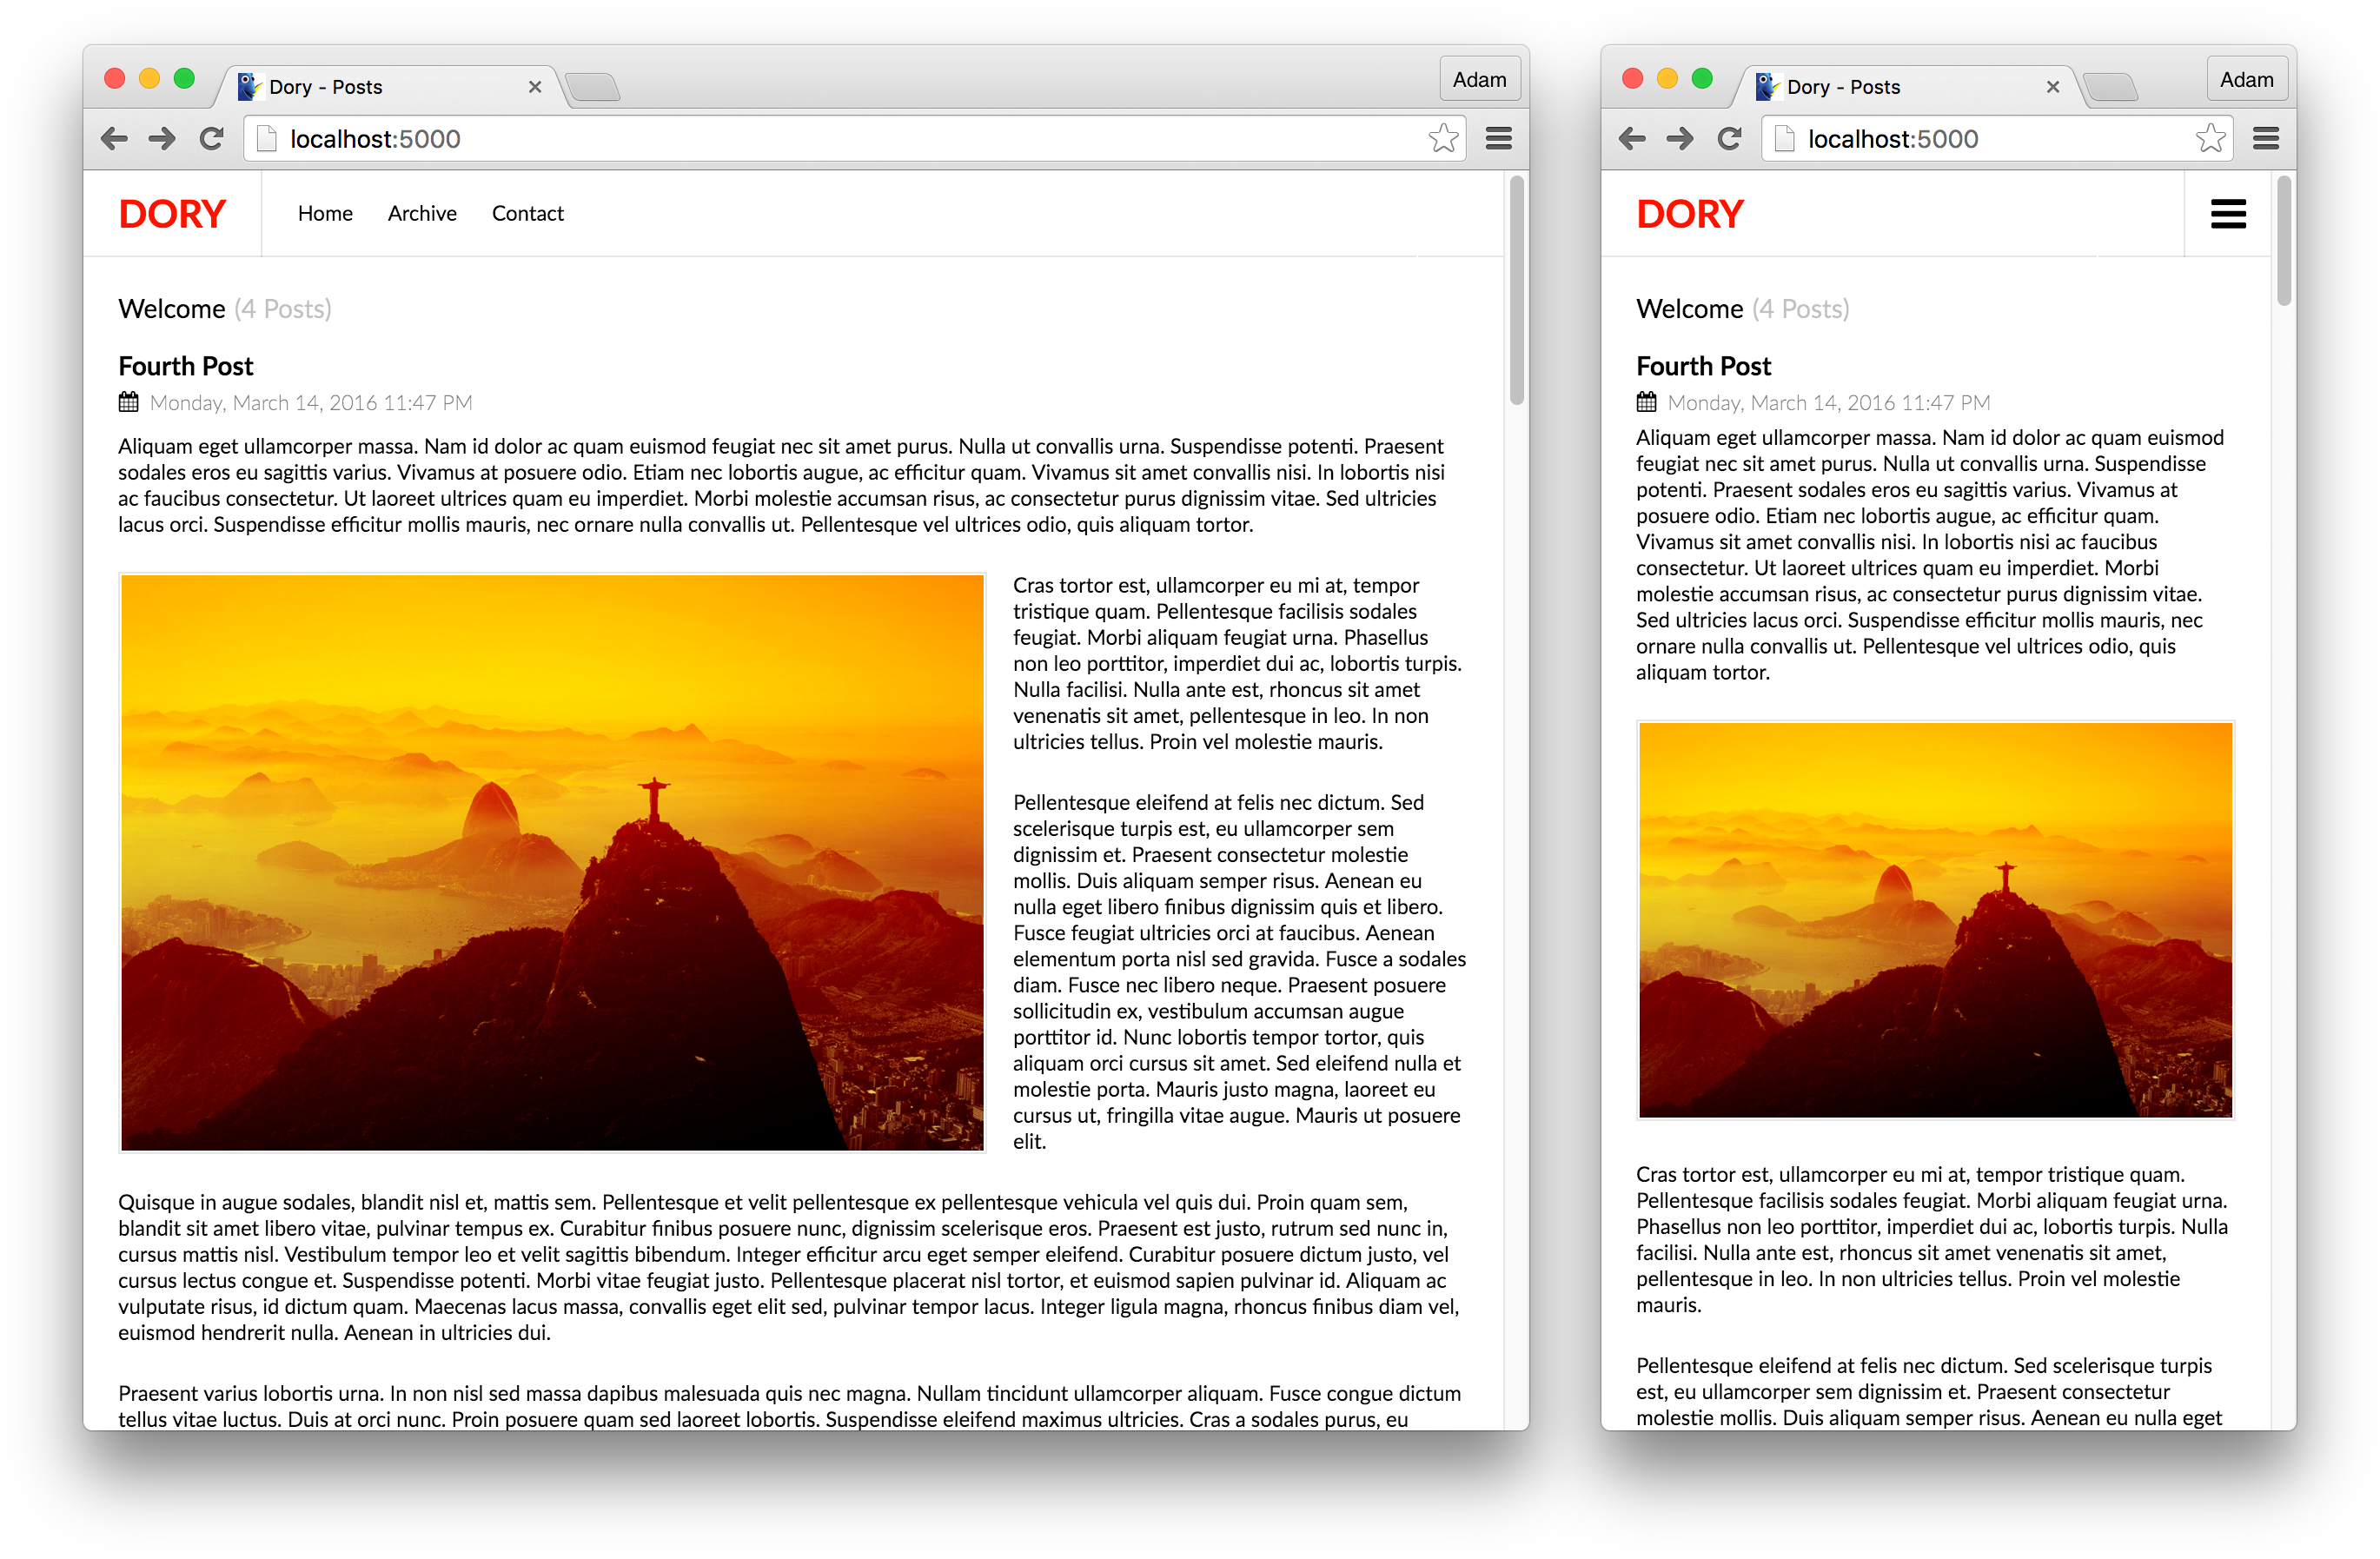 Dory - Posts
Adam
localhost:5000
DORY
Home Archive Contact
Welcome (4 Posts)
Fourth Post
Monday, March 14, 2016 11:47 PM
Aliquam eget ullamcorper massa. Nam id dolor ac quam euismod feugiat nec sit amet purus. Nulla ut convallis urna. Suspendisse potenti. Praesent
sodales eros eu sagittis varius. Vivamus at posuere odio. Etiam nec lobortis augue, ac efficitur quam. Vivamus sit amet convallis nisi. In lobortis nisi
ac faucibus consectetur. Ut laoreet ultrices quam eu imperdiet. Morbi molestie accumsan risus, ac consectetur purus dignissim vitae. Sed ultricies
lacus orci. Suspendisse efficitur mollis mauris, nec ornare nulla convallis ut. Pellentesque vel ultrices odio, quis aliquam tortor.
Cras tortor est, ullamcorper eu mi at, tempor
tristique quam. Pellentesque facilisis sodales
feugiat. Morbi aliquam feugiat urna. Phasellus
non leo porttitor, imperdiet dui ac, lobortis turpis.
Nulla facilisi. Nulla ante est, rhoncus sit amet
venenatis sit amet, pellentesque in leo. In non
ultricies tellus. Proin vel molestie mauris.
Pellentesque eleifend at felis nec dictum. Sed
scelerisque turpis est, eu ullamcorper sem
dignissim et. Praesent consectetur molestie
mollis. Duis aliquam semper risus. Aenean eu
nulla eget libero finibus dignissim quis et libero.
Fusce feugiat ultricies orci at faucibus. Aenean
elementum porta nisl sed gravida. Fusce a sodales
diam. Fusce nec libero neque. Praesent posuere
sollicitudin ex, vestibulum accumsan augue
porttitor id. Nunc lobortis tempor tortor, quis
aliquam orci cursus sit amet. Sed eleifend nulla et
molestie porta. Mauris justo magna, laoreet eu
cursus ut, fringilla vitae augue. Mauris ut posuere
elit.
Quisque in augue sodales, blandit nisl et, mattis sem. Pellentesque et velit pellentesque ex pellentesque vehicula vel quis dui. Proin quam sem,
blandit sit amet libero vitae, pulvinar tempus ex. Curabitur finibus posuere nunc, dignissim scelerisque eros. Praesent est justo, rutrum sed nunc in,
cursus mattis nisl. Vestibulum tempor leo et velit sagittis bibendum. Integer efficitur arcu eget semper eleifend. Curabitur posuere dictum justo, vel
cursus lectus congue et. Suspendisse potenti. Morbi vitae feugiat justo. Pellentesque placerat nisl tortor, et euismod sapien pulvinar id. Aliquam ac
vulputate risus, id dictum quam. Maecenas lacus massa, convallis eget elit sed, pulvinar tempor lacus. Integer ligula magna, rhoncus finibus diam vel,
euismod hendrerit nulla. Aenean in ultricies dui.
Praesent varius lobortis urna. In non nisl sed massa dapibus malesuada quis nec magna. Nullam tincidunt ullamcorper aliquam. Fusce congue dictum
tellus vitae luctus. Duis at orci nunc. Proin posuere quam sed laoreet lobortis. Suspendisse eleifend maximus ultricies. Cras a sodales purus, eu
Dory - Posts
Adam
localhost:5000
DORY
Welcome (4 Posts)
Fourth Post
Monday, March 14, 2016 11:47 PM
Aliquam eget ullamcorper massa. Nam id dolor ac quam euismod
feugiat nec sit amet purus. Nulla ut convallis urna. Suspendisse
potenti. Praesent sodales eros eu sagittis varius. Vivamus at
posuere odio. Etiam nec lobortis augue, ac efficitur quam.
Vivamus sit amet convallis nisi. In lobortis nisi ac faucibus
consectetur. Ut laoreet ultrices quam eu imperdiet. Morbi
molestie accumsan risus, ac consectetur purus dignissim vitae.
Sed ultricies lacus orci. Suspendisse efficitur mollis mauris, nec
ornare nulla convallis ut. Pellentesque vel ultrices odio, quis
aliquam tortor.
Cras tortor est, ullamcorper eu mi at, tempor tristique quam.
Pellentesque facilisis sodales feugiat. Morbi aliquam feugiat urna.
Phasellus non leo porttitor, imperdiet dui ac, lobortis turpis. Nulla
facilisi. Nulla ante est, rhoncus sit amet venenatis sit amet,
pellentesque in leo. In non ultricies tellus. Proin vel molestie
mauris.
Pellentesque eleifend at felis nec dictum. Sed scelerisque turpis
est, eu ullamcorper sem dignissim et. Praesent consectetur
molestie mollis. Duis aliquam semper risus. Aenean eu nulla eget